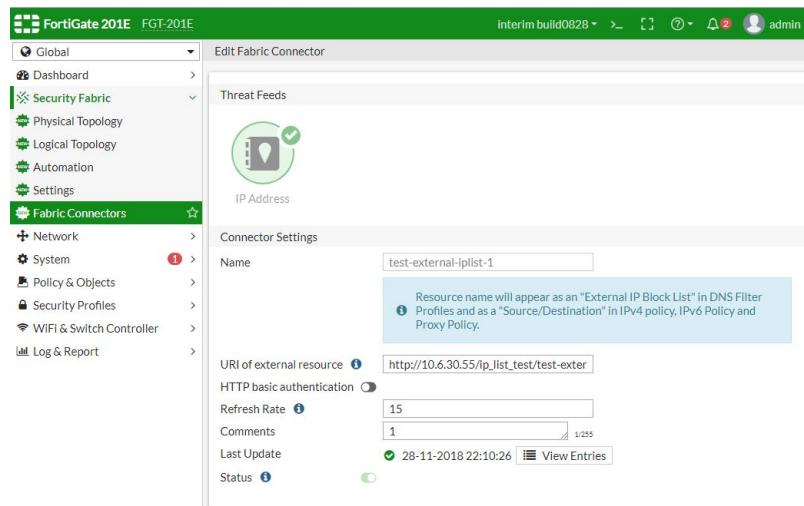 FortiGate 201E FGT-201E interim build0828 >_ 2 admin
Global
Dashboard
Security Fabric
Physical Topology
Logical Topology
Automation
Settings
Fabric Connectors
Network
System 1
Policy & Objects
Security Profiles
WiFi & Switch Controller
Log & Report
Edit Fabric Connector
Threat Feeds
IP Address
Connector Settings
Name test-external-iplist-1
Resource name will appear as an "External IP Block List" in DNS Filter
Profiles and as a "Source/Destination" in IPv4 policy, IPv6 Policy and
Proxy Policy.
URI of external resource http://10.6.30.55/ip_list_test/test-exter
HTTP basic authentication
Refresh Rate 15
Comments 1 1/255
Last Update 28-11-2018 22:10:26 View Entries
Status